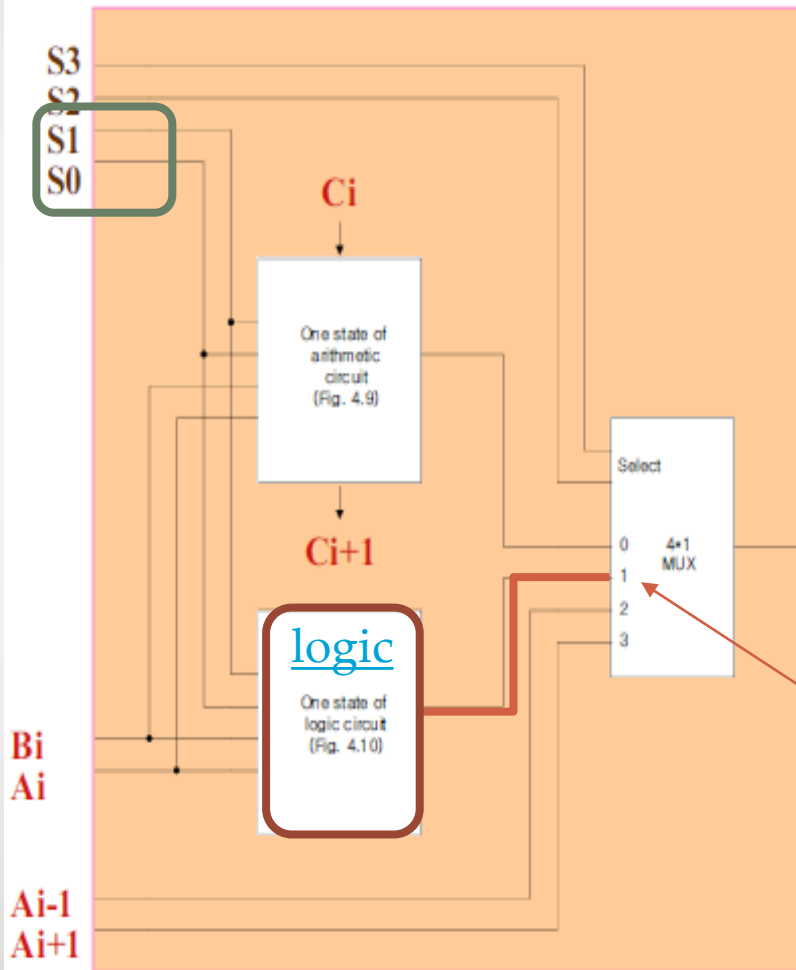 S3
S2
S1
S0
Ci
One state of
arithmetic
circuit
(Fig. 4.9)
Ci+1
Select
0
4*1
MUX
1
2
3
logic
One state of
logic circuit
(Fig. 4.10)
Bi
Ai
Ai-1
Ai+1